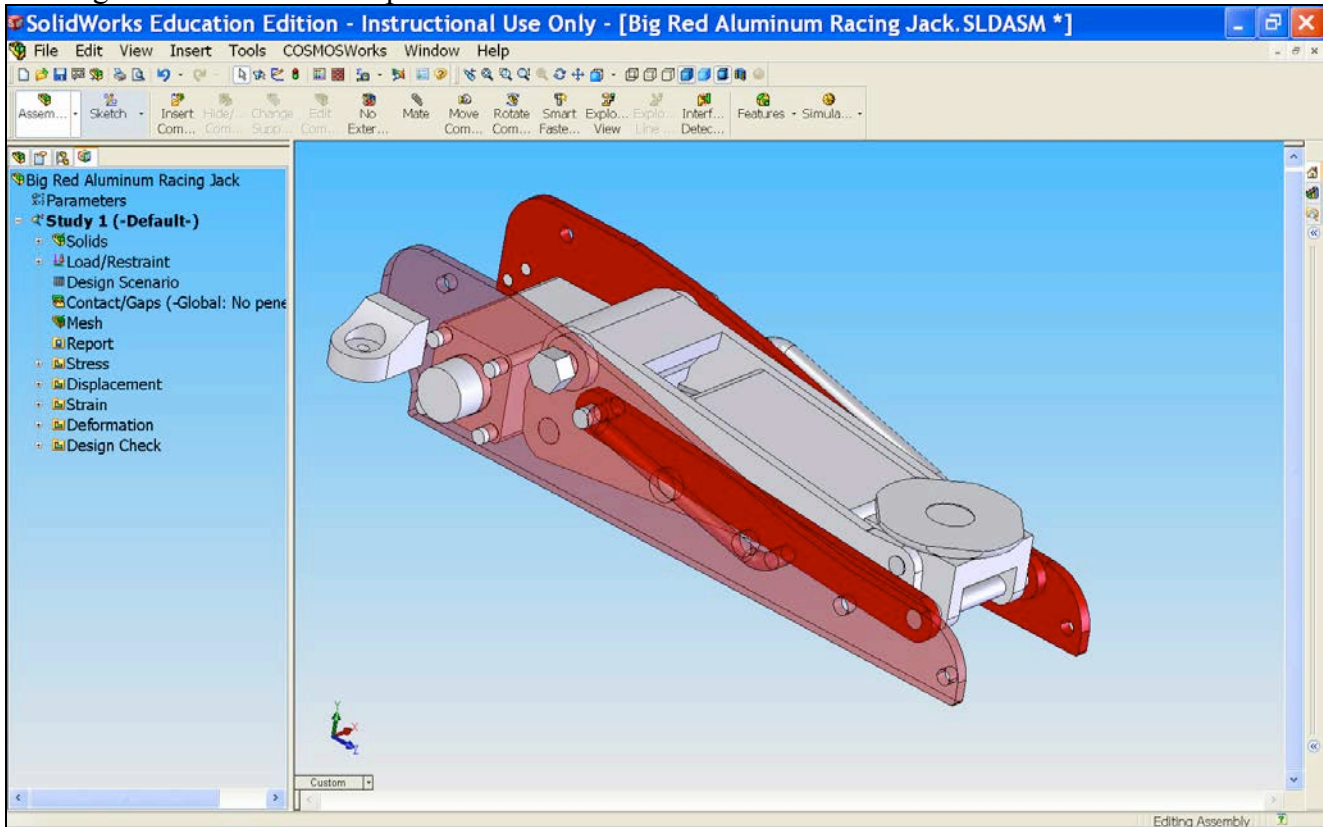 SolidWorks Education Edition - Instructional Use Only - [Big Red Aluminum Racing Jack.SLDASM *]
File Edit View Insert Tools COSMOSWorks Window Help
Assem... Sketch Insert Com... Hide/... Com... Change Supp... Edit Com... No Exter... Mate Move Com... Rotate Com... Smart Faste... Explo... View Explo... Line ... Interf... Detec... Features Simula...
Big Red Aluminum Racing Jack
Parameters
Study 1 (-Default-)
Solids
Load/Restraint
Design Scenario
Contact/Gaps (-Global: No pene
Mesh
Report
Stress
Displacement
Strain
Deformation
Design Check
Y
X
Z
Custom
Editing Assembly